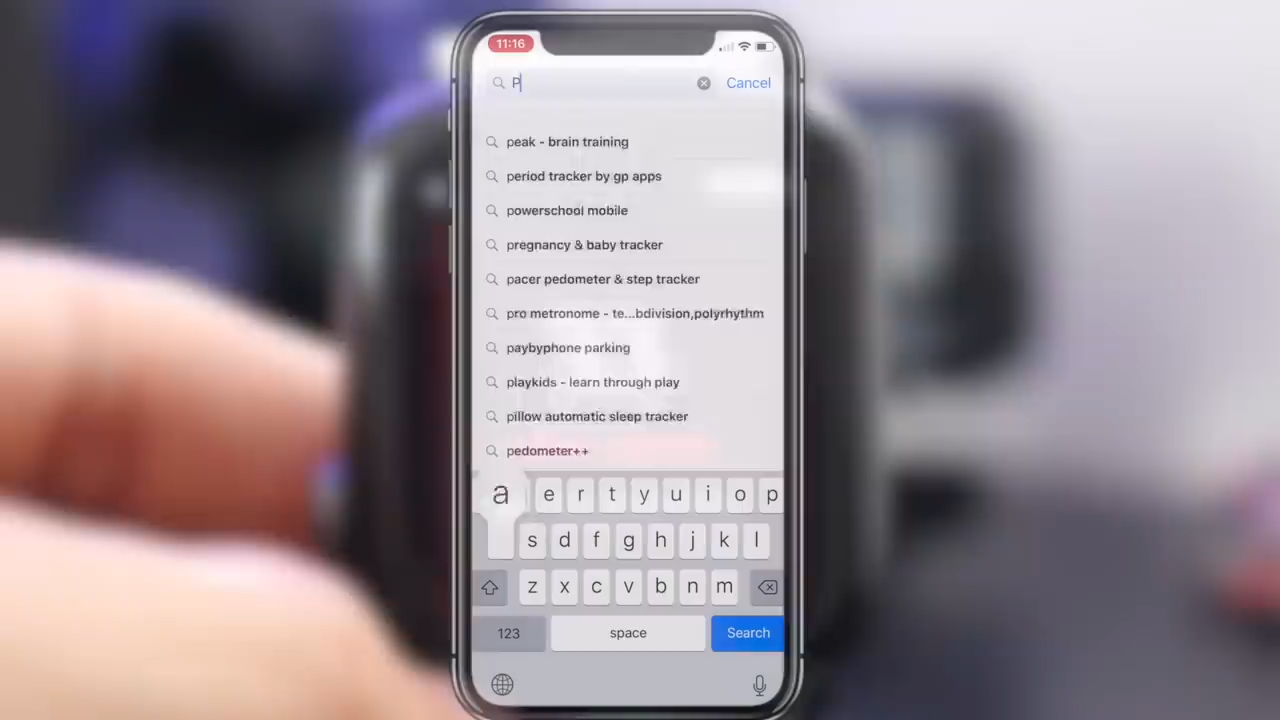 11:16
P
Cancel
peak - brain training
period tracker by gp apps
powerschool mobile
pregnancy & baby tracker
pacer pedometer & step tracker
pro metronome - te...bdivision,polyrhythm
paybyphone parking
playkids - learn through play
pillow automatic sleep tracker
pedometer++
a e r t y u i o p
s d f g h j k l
z x c v b n m
123 space Search